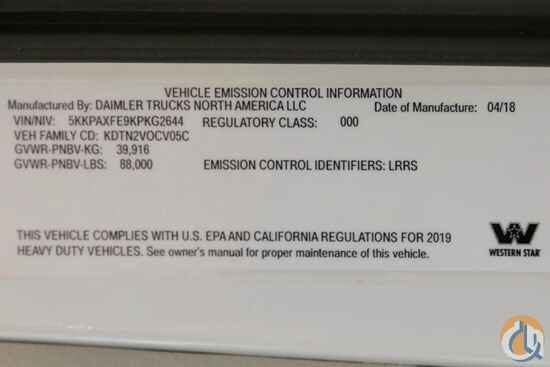 VEHICLE EMISSION CONTROL INFORMATION
Manufactured By: DAIMLER TRUCKS NORTH AMERICA LLC Date of Manufacture: 04/18
VIN/NIV: 5KKPAXFE9KPKG2644 REGULATORY CLASS: 000
VEH FAMILY CD: KDTN2VOCV05C
GVWR-PNBV-KG: 39,916
GVWR-PNBV-LBS: 88,000 EMISSION CONTROL IDENTIFIERS: LRRS
THIS VEHICLE COMPLIES WITH U.S. EPA AND CALIFORNIA REGULATIONS FOR 2019
HEAVY DUTY VEHICLES. See owner's manual for proper maintenance of this vehicle.
WESTERN STAR